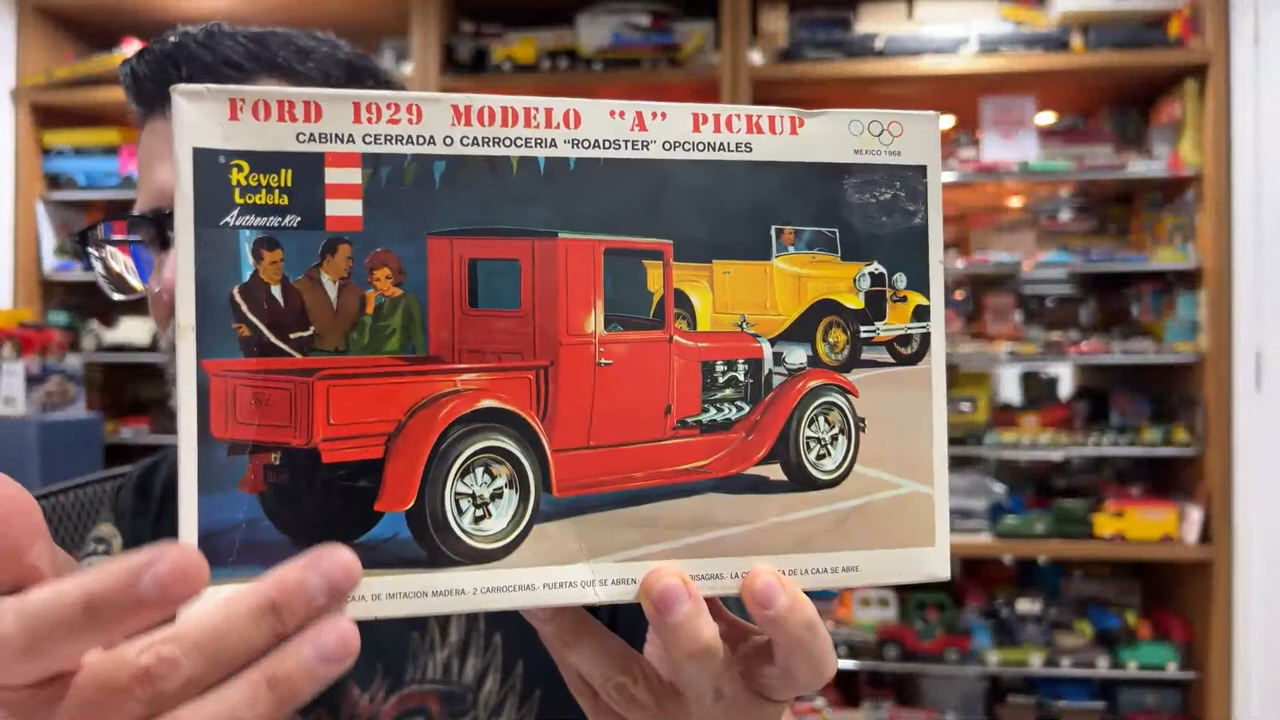 FORD 1929 MODELO "A" PICKUP
CABINA CERRADA O CARROCERIA "ROADSTER" OPCIONALES
MEXICO 1968
Revell
Lodela
Authentic Kit
CAJA, DE IMITACION MADERA.- 2 CARROCERIAS.- PUERTAS QUE SE ABREN. BISAGRAS.- LA DE LA CAJA SE ABRE.